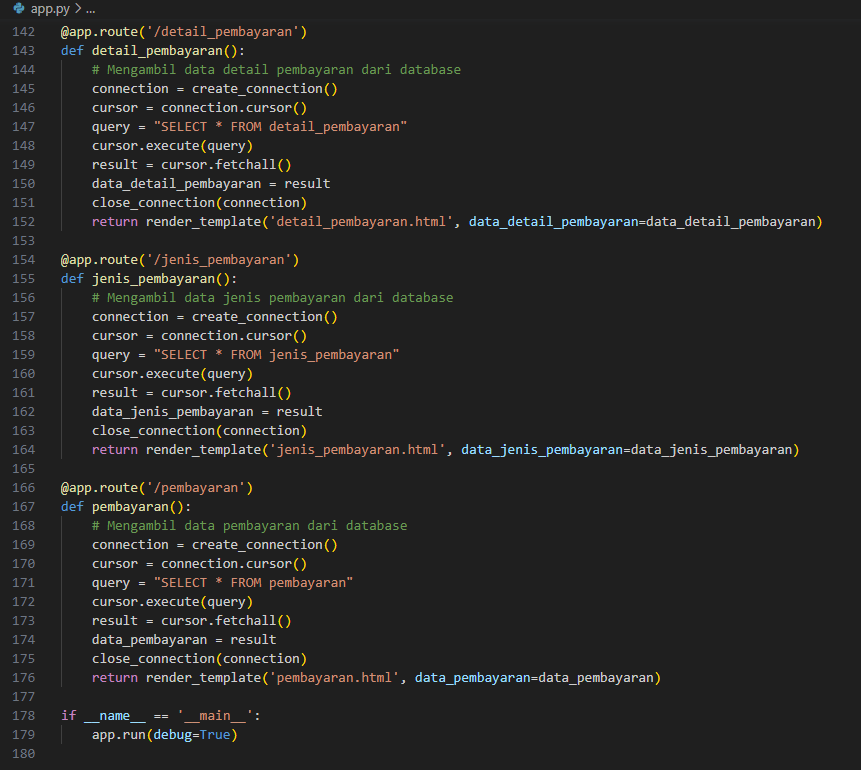 app.py > ...
142 @app.route('/detail_pembayaran')
143 def detail_pembayaran():
144     # Mengambil data detail pembayaran dari database
145     connection = create_connection()
146     cursor = connection.cursor()
147     query = "SELECT * FROM detail_pembayaran"
148     cursor.execute(query)
149     result = cursor.fetchall()
150     data_detail_pembayaran = result
151     close_connection(connection)
152     return render_template('detail_pembayaran.html', data_detail_pembayaran=data_detail_pembayaran)
153
154 @app.route('/jenis_pembayaran')
155 def jenis_pembayaran():
156     # Mengambil data jenis pembayaran dari database
157     connection = create_connection()
158     cursor = connection.cursor()
159     query = "SELECT * FROM jenis_pembayaran"
160     cursor.execute(query)
161     result = cursor.fetchall()
162     data_jenis_pembayaran = result
163     close_connection(connection)
164     return render_template('jenis_pembayaran.html', data_jenis_pembayaran=data_jenis_pembayaran)
165
166 @app.route('/pembayaran')
167 def pembayaran():
168     # Mengambil data pembayaran dari database
169     connection = create_connection()
170     cursor = connection.cursor()
171     query = "SELECT * FROM pembayaran"
172     cursor.execute(query)
173     result = cursor.fetchall()
174     data_pembayaran = result
175     close_connection(connection)
176     return render_template('pembayaran.html', data_pembayaran=data_pembayaran)
177
178 if __name__ == '__main__':
179     app.run(debug=True)
180